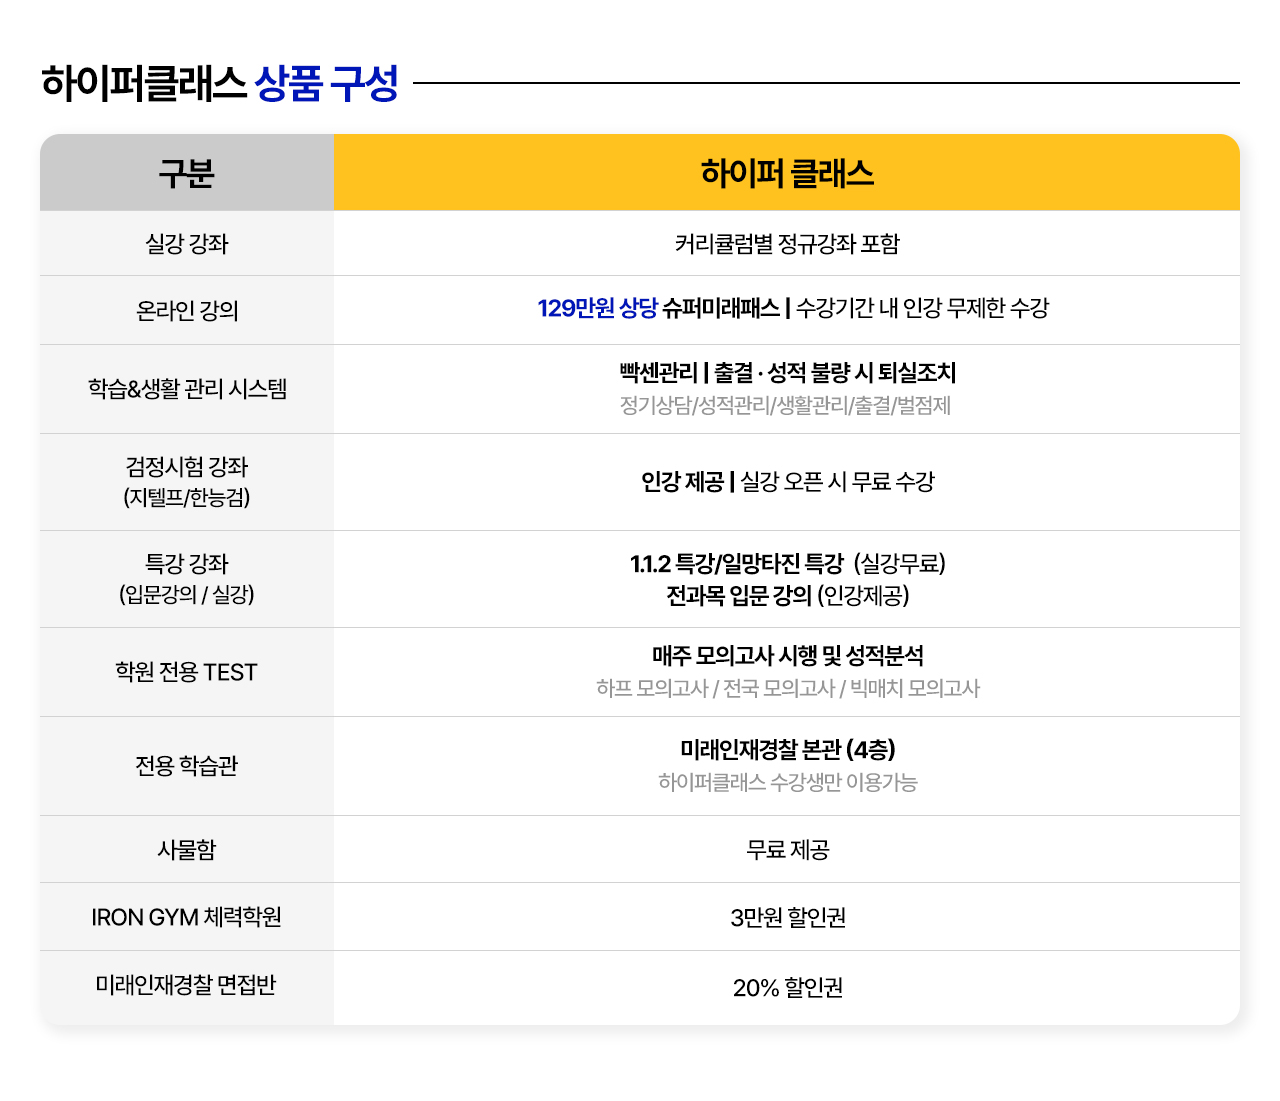 하이퍼클래스 상품 구성
구분
하이퍼 클래스
실강 강좌
커리큘럼별 정규강좌 포함
온라인 강의
129만원 상당 슈퍼미래패스 | 수강기간 내 인강 무제한 수강
학습&생활 관리 시스템
빡센관리 | 출결 · 성적 불량 시 퇴실조치
정기상담/성적관리/생활관리/출결/벌점제
검정시험 강좌
(지텔프/한능검)
인강 제공 | 실강 오픈 시 무료 수강
특강 강좌
(입문강의 / 실강)
1.1.2 특강/일망타진 특강 (실강무료)
전과목 입문 강의 (인강제공)
학원 전용 TEST
매주 모의고사 시행 및 성적분석
하프 모의고사 / 전국 모의고사 / 빅매치 모의고사
전용 학습관
미래인재경찰 본관 (4층)
하이퍼클래스 수강생만 이용가능
사물함
무료 제공
IRON GYM 체력학원
3만원 할인권
미래인재경찰 면접반
20% 할인권